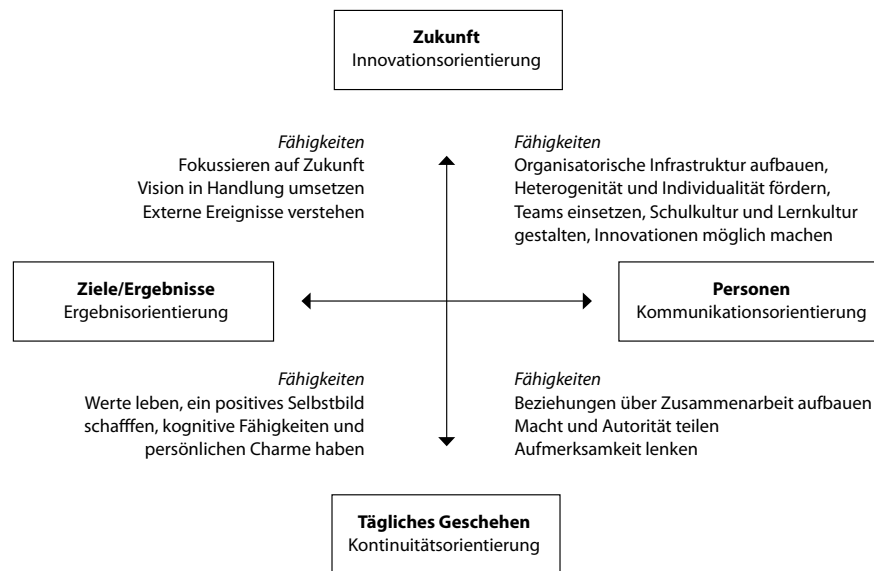 Zukunft
Innovationsorientierung
Fähigkeiten
Fokussieren auf Zukunft
Vision in Handlung umsetzen
Externe Ereignisse verstehen
Fähigkeiten
Organisatorische Infrastruktur aufbauen,
Heterogenität und Individualität fördern,
Teams einsetzen, Schulkultur und Lernkultur
gestalten, Innovationen möglich machen
Ziele/Ergebnisse
Ergebnisorientierung
Personen
Kommunikationsorientierung
Fähigkeiten
Werte leben, ein positives Selbstbild
schafffen, kognitive Fähigkeiten und
persönlichen Charme haben
Fähigkeiten
Beziehungen über Zusammenarbeit aufbauen
Macht und Autorität teilen
Aufmerksamkeit lenken
Tägliches Geschehen
Kontinuitätsorientierung